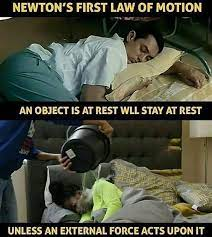 NEWTON'S FIRST LAW OF MOTION
AN OBJECT IS AT REST WLL STAY AT REST
UNLESS AN EXTERNAL FORCE ACTS UPON IT